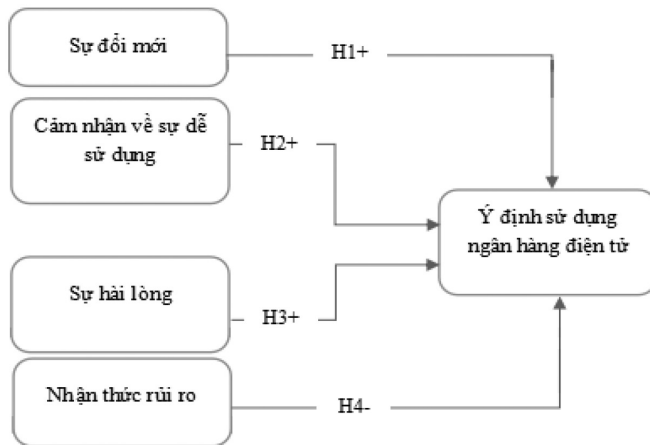 Sự đổi mới
H1+
Cảm nhận về sự dễ
sử dụng
H2+
Ý định sử dụng
ngân hàng điện tử
Sự hài lòng
H3+
Nhận thức rủi ro
H4-